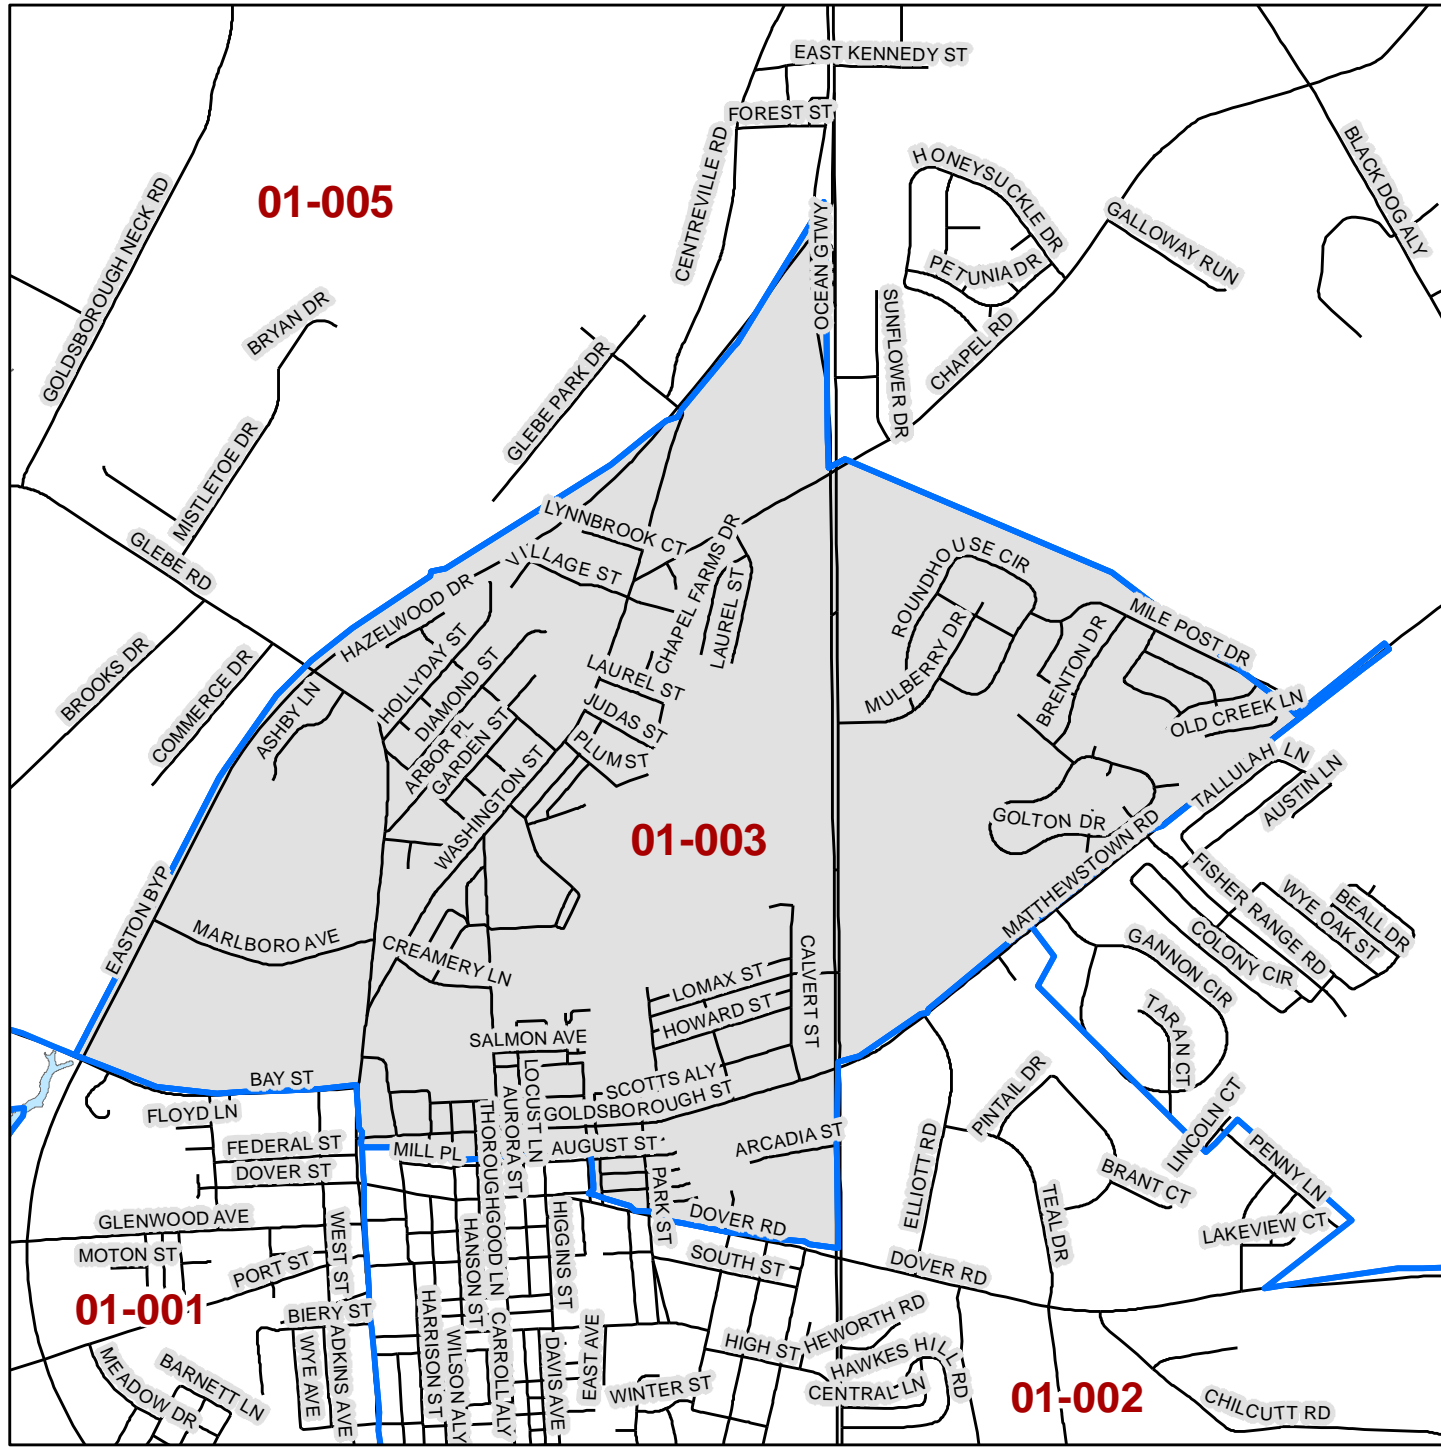 EAST KENNEDY ST
FOREST ST
CENTREVILLE RD
HONEYSUCKLE DR
BLACK DOG ALY
01-005
GOLDSBOROUGH NECK RD
OCEAN GTWY
GALLOWAY RUN
PETUNIA DR
SUNFLOWER DR
CHAPEL RD
BRYAN DR
GLEBE PARK DR
MISTLETOE DR
GLEBE RD
LYNNBROOK CT
VILLAGE ST
CHAPEL FARMS DR
LAUREL ST
ROUNDHOUSE CIR
MULBERRY DR
BRENTON DR
MILE POST DR
OLD CREEK LN
HAZELWOOD DR
HOLLYDAY ST
DIAMOND ST
ARBOR PL
GARDEN ST
LAUREL ST
JUDAS ST
PLUM ST
WASHINGTON ST
BROOKS DR
COMMERCE DR
ASHBY LN
TALLULAH LN
AUSTIN LN
GOLTON DR
01-003
MATTHEWSTOWN RD
FISHER RANGE RD
WYE OAK ST
BEALL DR
COLONY CIR
GANNON CIR
TARAN CT
EASTON BYP
MARLBORO AVE
CREAMERY LN
LOMAX ST
HOWARD ST
CALVERT ST
SALMON AVE
SCOTTS ALY
GOLDSBOROUGH ST
LOCUST LN
AURORA ST
THOROUGHGOOD LN
BAY ST
FLOYD LN
FEDERAL ST
DOVER ST
MILL PL
AUGUST ST
ARCADIA ST
PARK ST
DOVER RD
PINTAIL DR
ELLIOTT RD
TEAL DR
BRANT CT
LINCOLN CT
PENNY LN
LAKEVIEW CT
GLENWOOD AVE
MOTON ST
PORT ST
WEST ST
HANSON ST
HIGGINS ST
SOUTH ST
DOVER RD
01-001
BIERY ST
WYE AVE
ADKINS AVE
HARRISON ST
WILSON ALY
CARROLL ALY
DAVIS AVE
EAST AVE
WINTER ST
HIGH ST
HEWORTH RD
HAWKES HILL RD
CENTRAL LN
01-002
CHILCUTT RD
MEADOW DR
BARNETT LN